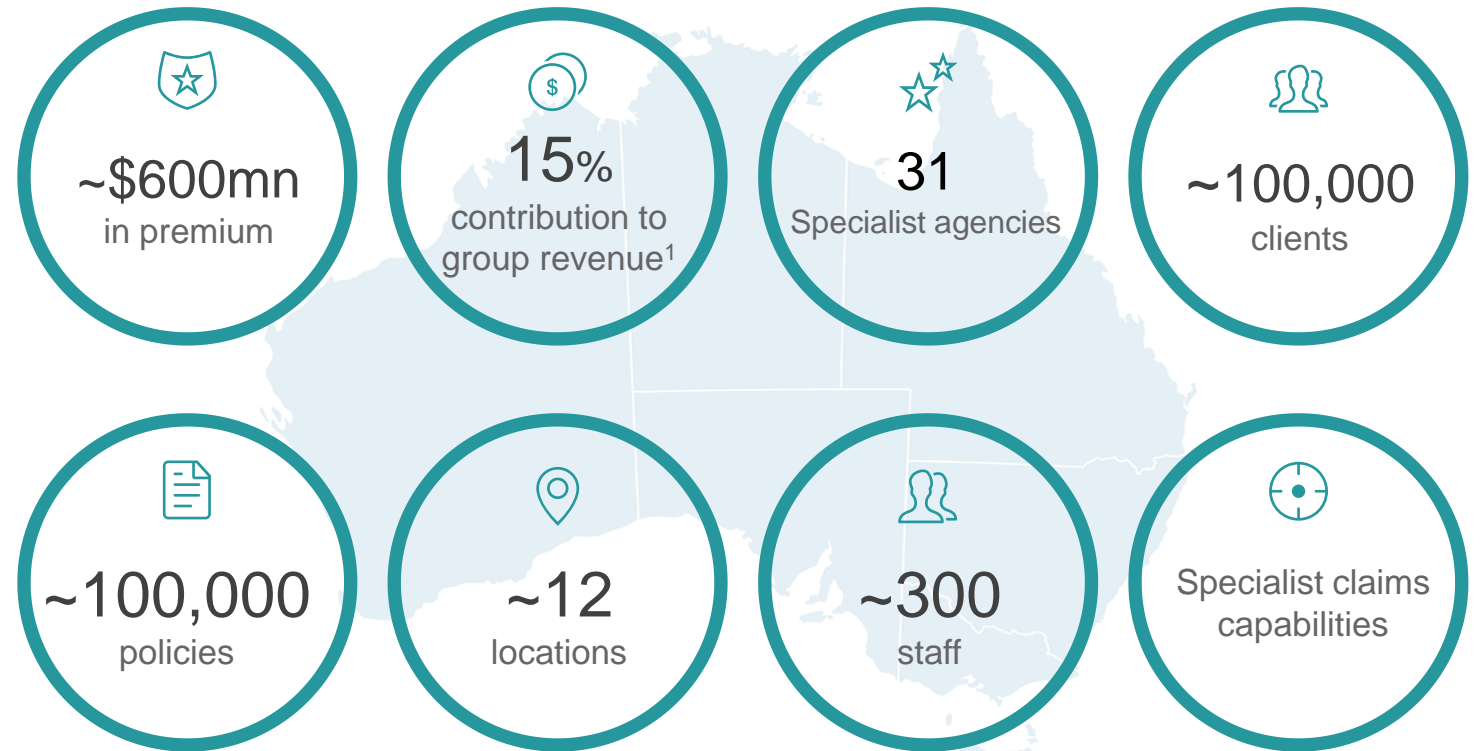 ~$600mn
in premium
$
15%
contribution to
group revenue1
31
Specialist agencies
~100,000
clients
~100,000
policies
~12
locations
~300
staff
Specialist claims
capabilities